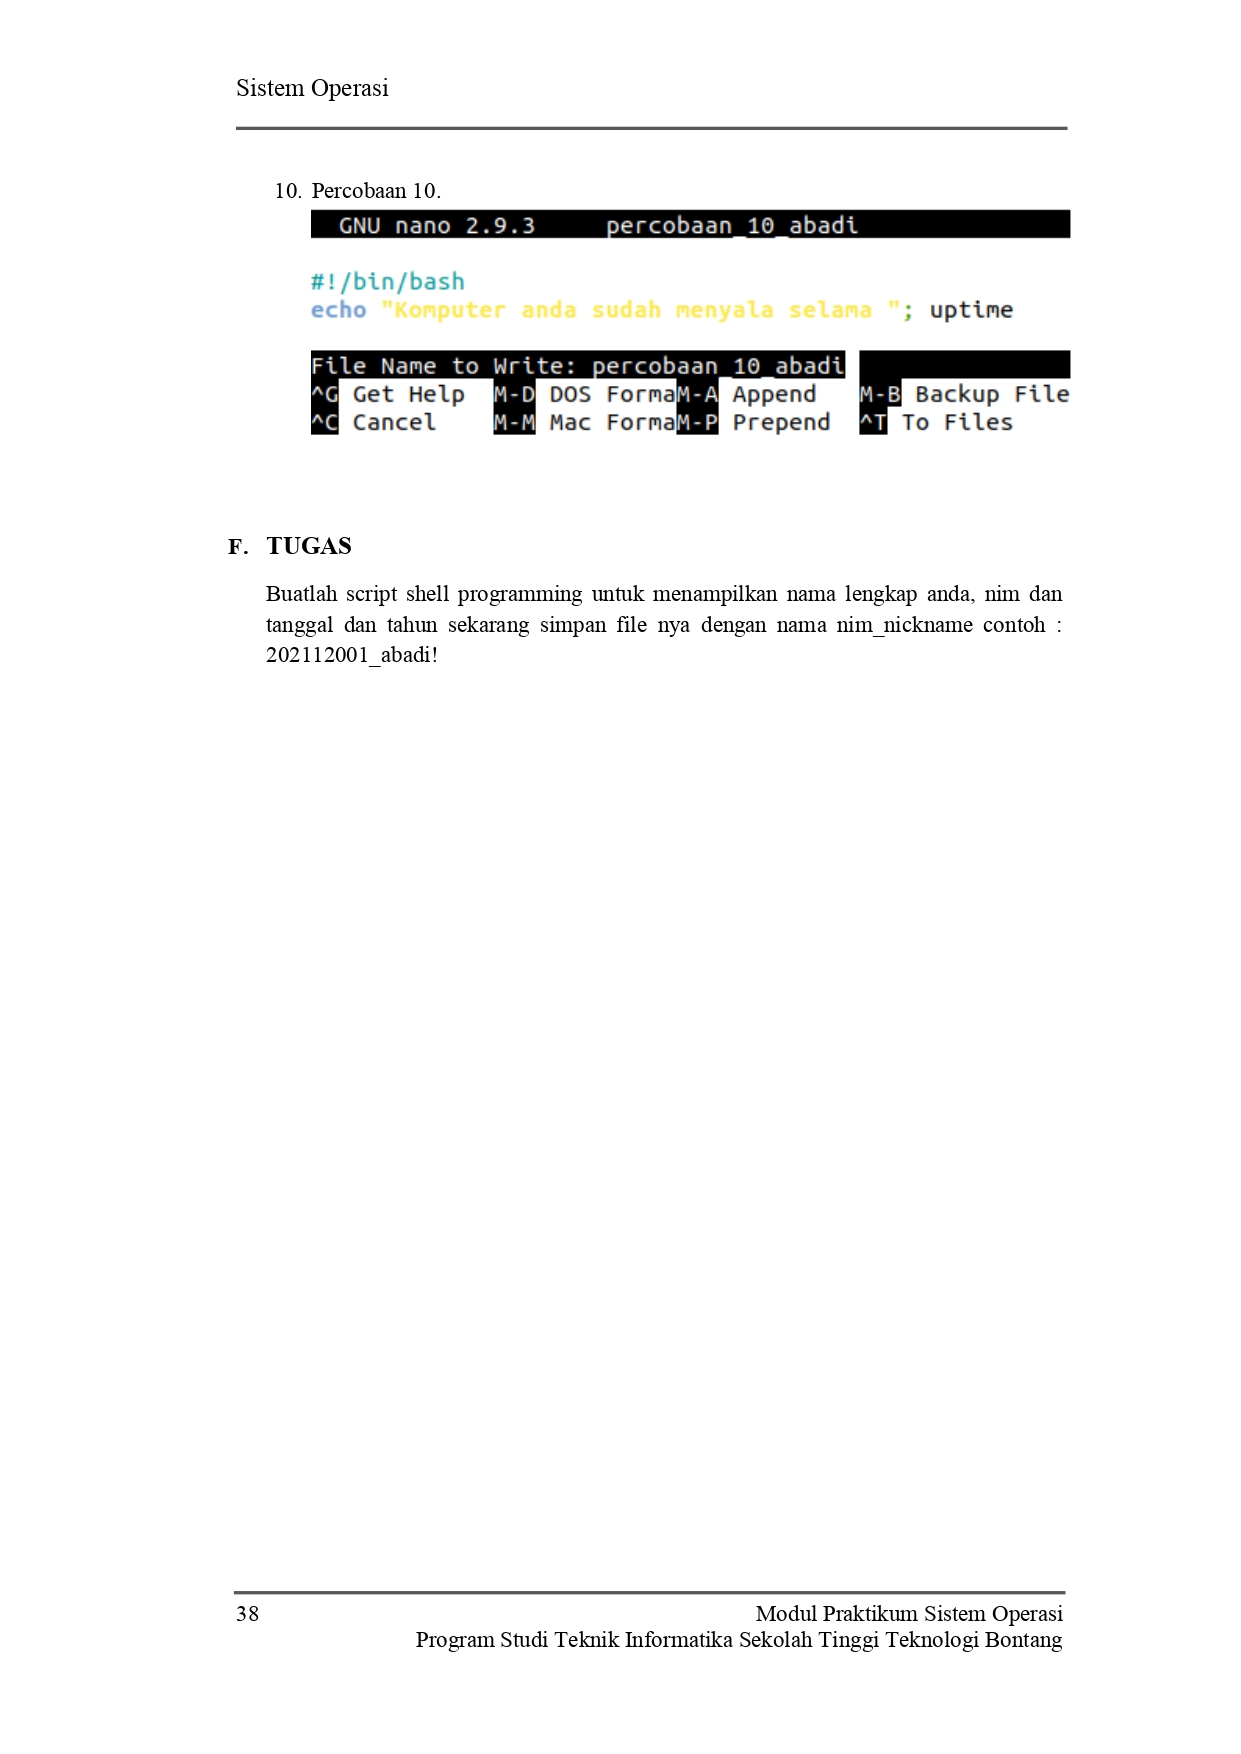 Sistem Operasi
10. Percobaan 10.
GNU nano 2.9.3 percobaan_10_abadi
#!/bin/bash
echo "Komputer anda sudah menyala selama "; uptime
File Name to Write: percobaan_10_abadi
^G Get Help M-D DOS FormaM-A Append M-B Backup File
^C Cancel M-M Mac FormaM-P Prepend ^T To Files
F. TUGAS
Buatlah script shell programming untuk menampilkan nama lengkap anda, nim dan
tanggal dan tahun sekarang simpan file nya dengan nama nim_nickname contoh :
202112001_abadi!
38 Modul Praktikum Sistem Operasi
Program Studi Teknik Informatika Sekolah Tinggi Teknologi Bontang